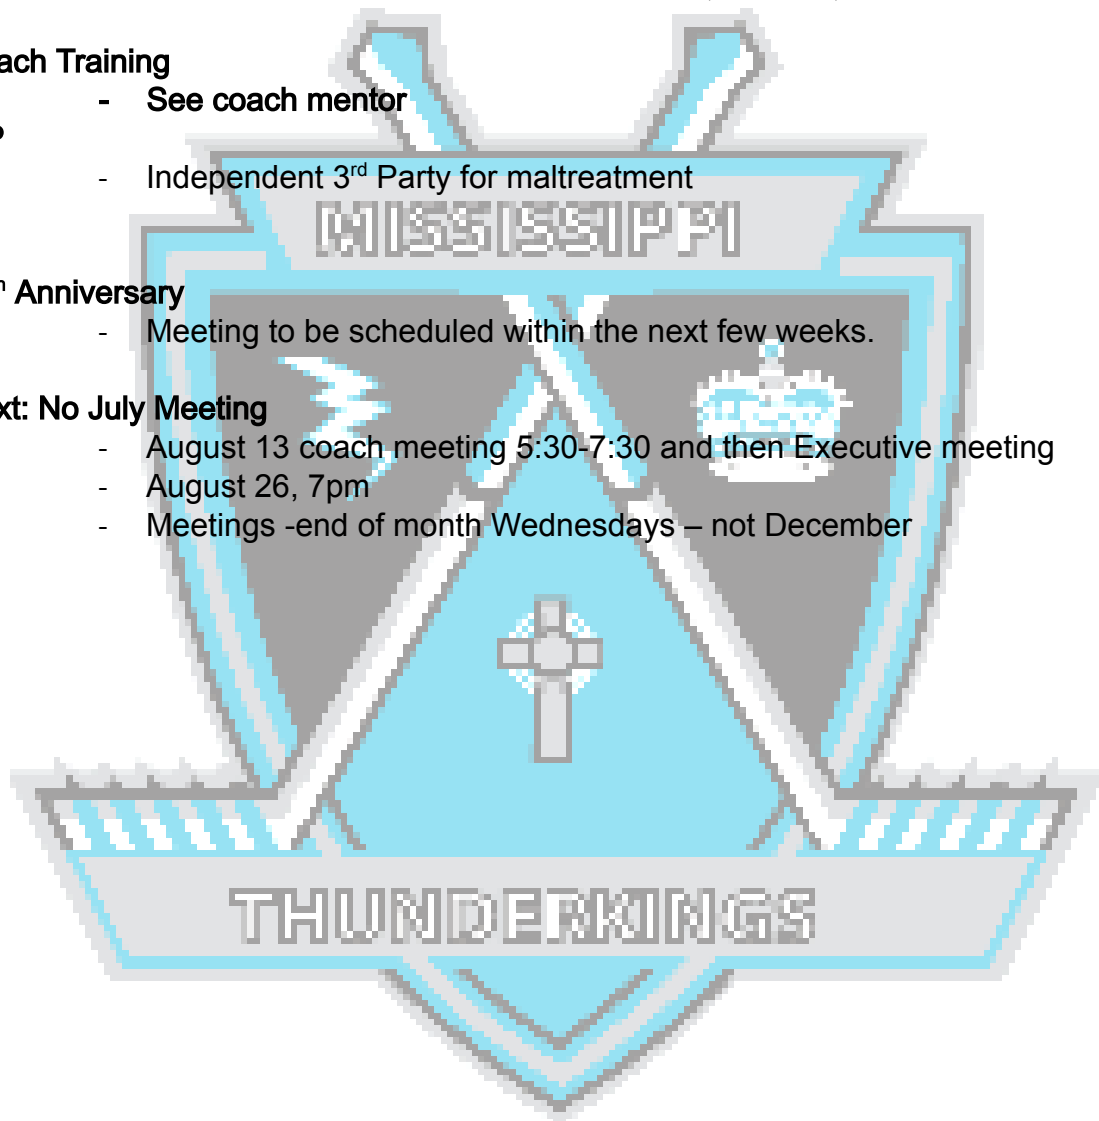 ach Training
- See coach mentor
- Independent 3rd Party for maltreatment
MISSISSIPPI
Anniversary
- Meeting to be scheduled within the next few weeks.
xt: No July Meeting
- August 13 coach meeting 5:30-7:30 and then Executive meeting
- August 26, 7pm
- Meetings -end of month Wednesdays – not December
THUNDERKINGS